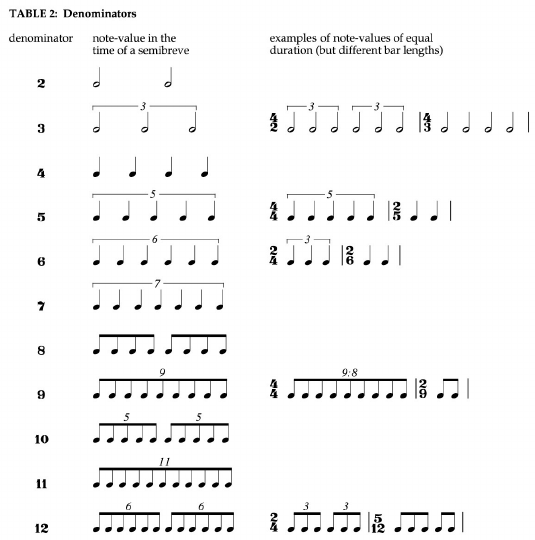 TABLE 2: Denominators
denominator note-value in the time of a semibreve examples of note-values of equal duration (but different bar lengths)
2
3 3 4 2 3 3 4 3
4
5 5 4 4 5 2 5
6 6 2 4 3 2 6
7 7
8
9 9 4 4 9:8 2 9
10 5 5
11 11
12 6 6 2 4 3 3 5 12